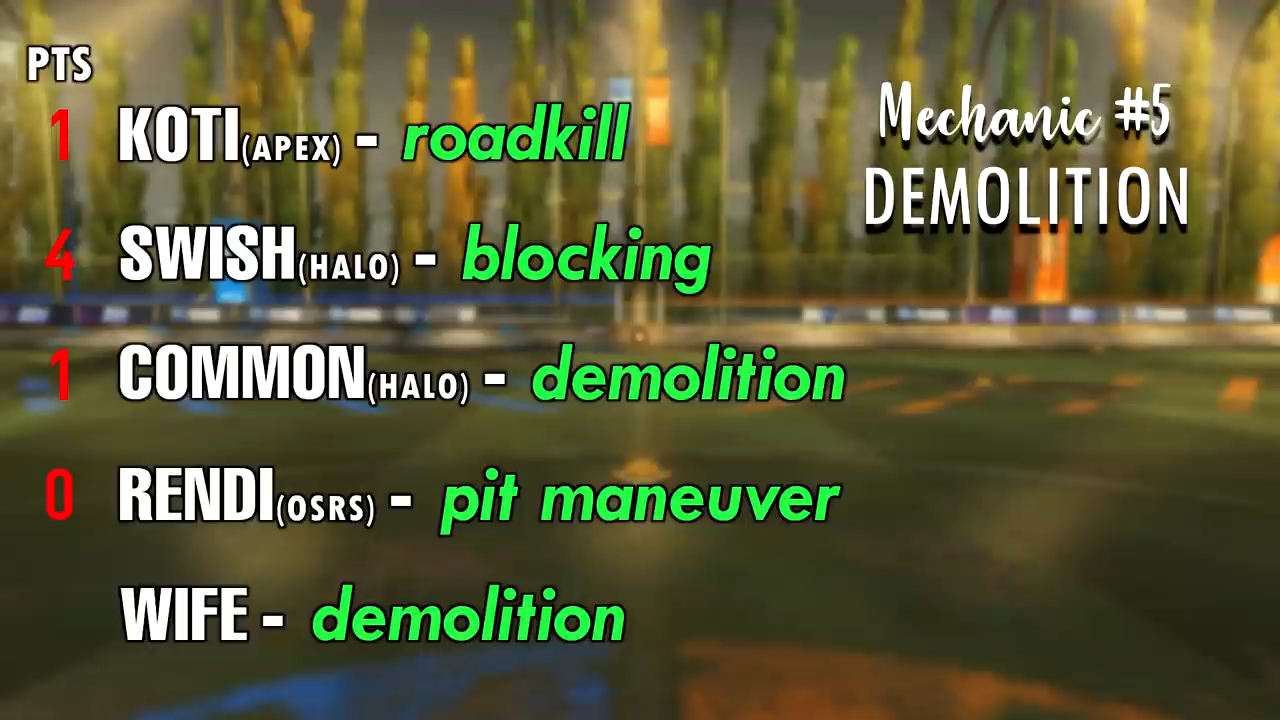 PTS
Mechanic #5
DEMOLITION
1 KOTI(APEX) - roadkill
4 SWISH(HALO) - blocking
1 COMMON(HALO) - demolition
0 RENDI(OSRS) - pit maneuver
WIFE - demolition